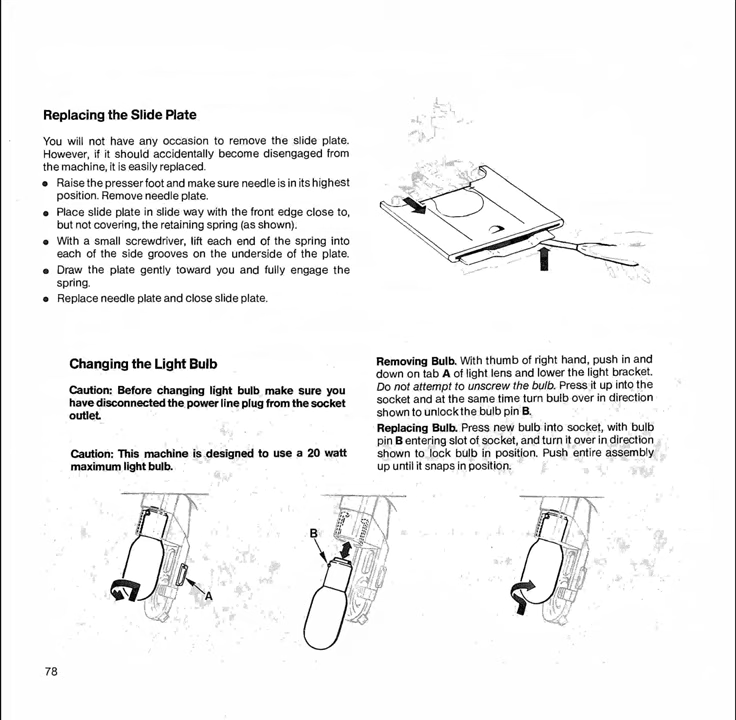 Replacing the Slide Plate
You will not have any occasion to remove the slide plate.
However, if it should accidentally become disengaged from
the machine, it is easily replaced.
● Raise the presser foot and make sure needle is in its highest
position. Remove needle plate.
● Place slide plate in slide way with the front edge close to,
but not covering, the retaining spring (as shown).
● With a small screwdriver, lift each end of the spring into
each of the side grooves on the underside of the plate.
● Draw the plate gently toward you and fully engage the
spring.
● Replace needle plate and close slide plate.
Changing the Light Bulb
Caution: Before changing light bulb make sure you
have disconnected the power line plug from the socket
outlet.
Caution: This machine is designed to use a 20 watt
maximum light bulb.
Removing Bulb. With thumb of right hand, push in and
down on tab A of light lens and lower the light bracket.
Do not attempt to unscrew the bulb. Press it up into the
socket and at the same time turn bulb over in direction
shown to unlock the bulb pin B.
Replacing Bulb. Press new bulb into socket, with bulb
pin B entering slot of socket, and turn it over in direction
shown to lock bulb in position. Push entire assembly
up until it snaps in position.
A
B
78